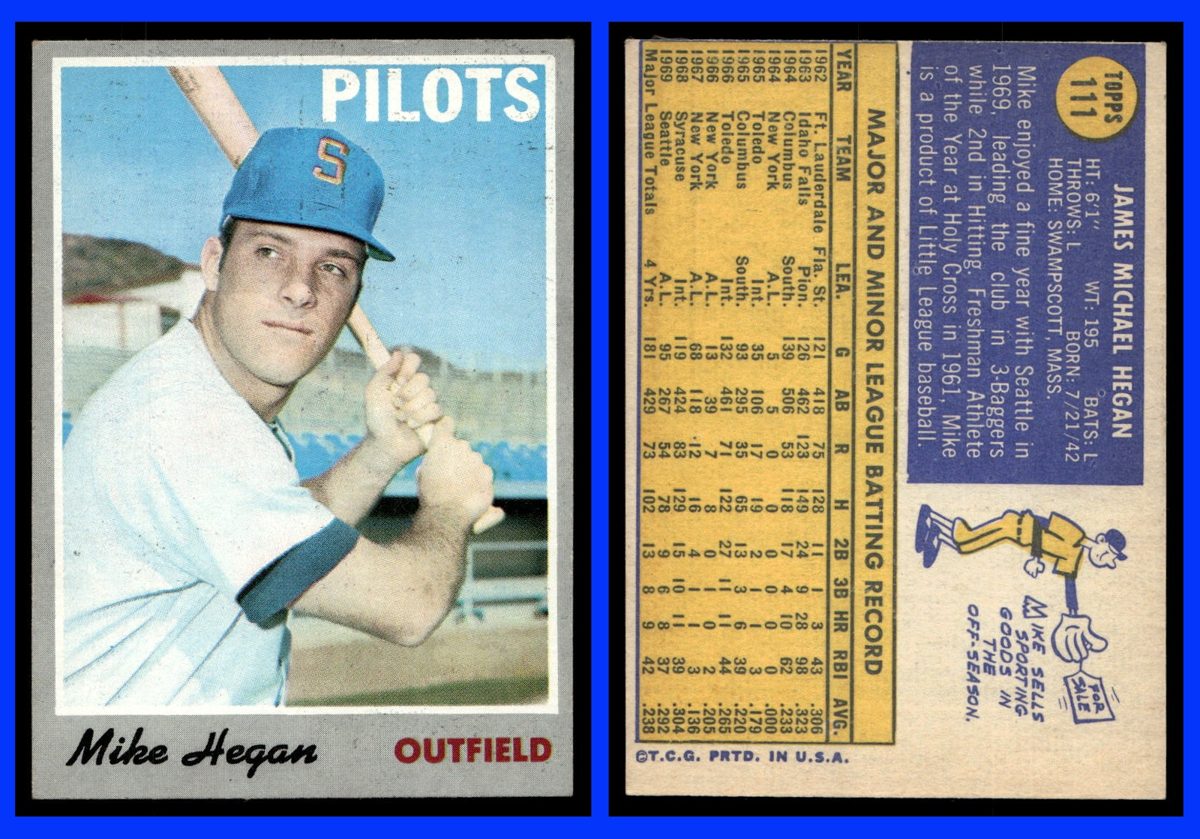 PILOTS
S
Mike Hegan
OUTFIELD
TOPPS
111
JAMES MICHAEL HEGAN
HT: 6'1" WT: 195 BATS: L
THROWS: L BORN: 7/21/42
HOME: SWAMPSCOTT, MASS.
Mike enjoyed a fine year with Seattle in
1969, leading the club in 3-Baggers
while 2nd in Hitting. Freshman Athlete
of the Year at Holy Cross in 1961, Mike
is a product of Little League baseball.
FOR SALE
MIKE SELLS
SPORTING
GOODS IN
THE
OFF-SEASON.
MAJOR AND MINOR LEAGUE BATTING RECORD
YEAR TEAM LEA. G AB R H 2B 3B HR RBI AVG.
1962 Ft. Lauderdale Fla. St. 121 418 75 128 11 1 3 43 .306
1963 Idaho Falls Pion. 126 462 123 149 24 9 28 98 .323
1964 Columbus South. 139 506 53 118 17 4 10 62 .233
1964 New York A.L. 5 5 0 0 0 0 0 0 .000
1965 Toledo Int. 35 106 17 19 2 1 1 3 .179
1965 Columbus South. 93 295 35 65 13 3 6 39 .220
1966 Toledo Int. 132 461 71 122 27 11 11 44 .265
1966 New York A.L. 13 39 7 8 0 1 0 2 .205
1967 New York A.L. 68 118 12 16 4 1 1 3 .136
1968 Syracuse Int. 119 424 83 129 15 10 11 39 .304
1969 Seattle A.L. 95 267 54 78 9 6 8 37 .292
Major League Totals 4 Yrs. 181 429 73 102 13 8 9 42 .238
©T.C.G. PRTD. IN U.S.A.